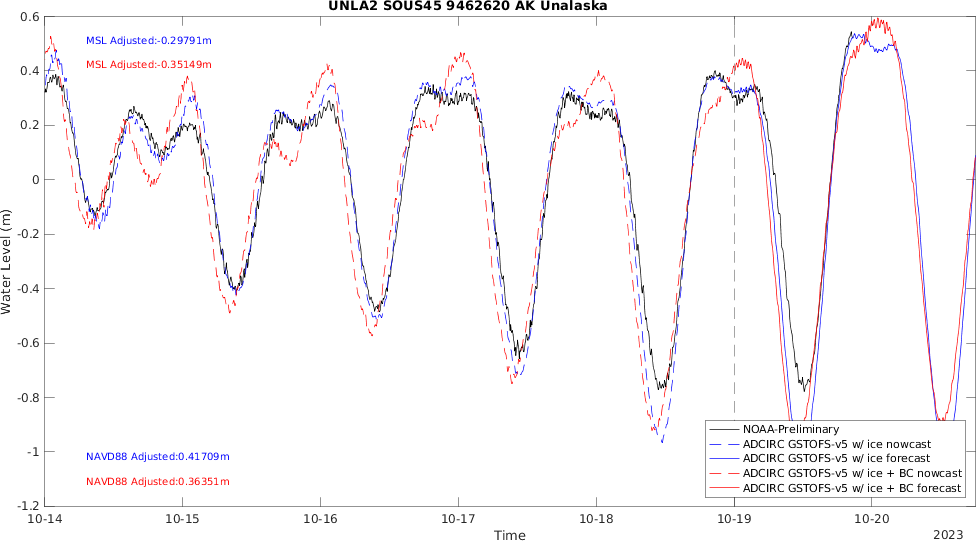 UNLA2 SOUS45 9462620 AK Unalaska
MSL Adjusted:-0.29791m
MSL Adjusted:-0.35149m
NAVD88 Adjusted:0.41709m
NAVD88 Adjusted:0.36351m
Water Level (m)
0.6
0.4
0.2
0
-0.2
-0.4
-0.6
-0.8
-1
-1.2
NOAA-Preliminary
ADCIRC GSTOFS-v5 w/ ice nowcast
ADCIRC GSTOFS-v5 w/ ice forecast
ADCIRC GSTOFS-v5 w/ ice + BC nowcast
ADCIRC GSTOFS-v5 w/ ice + BC forecast
10-14 10-15 10-16 10-17 10-18 10-19 10-20
Time
2023